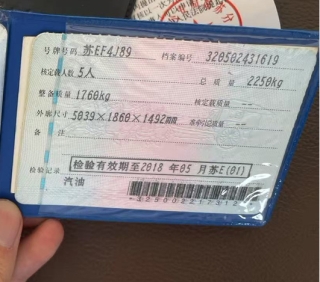 号牌号码 苏EF4J89 档案编号 320502431619
核定载人数 5人 总质量 2250kg
整备质量 1760kg 核定载质量 --
外廓尺寸 5039×1860×1492mm 准牵引总质量 --
备注
检验记录 检验有效期至2018年05月苏E(01)
汽油